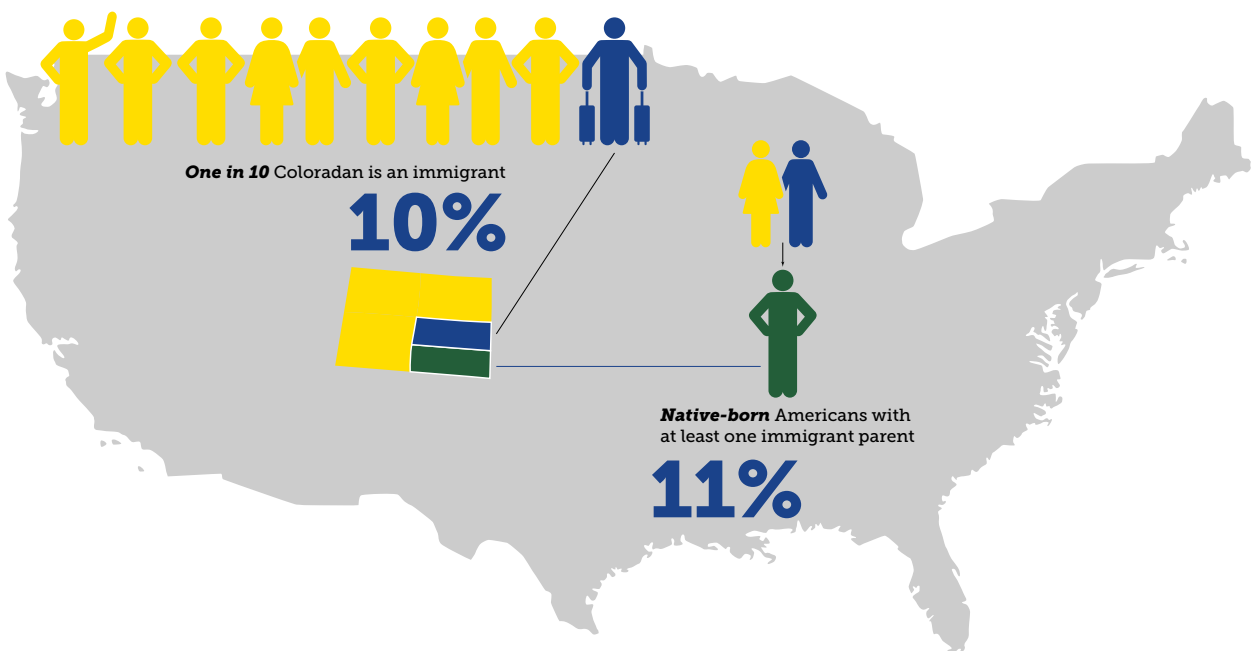 One in 10 Coloradan is an immigrant
10%
Native-born Americans with
at least one immigrant parent
11%